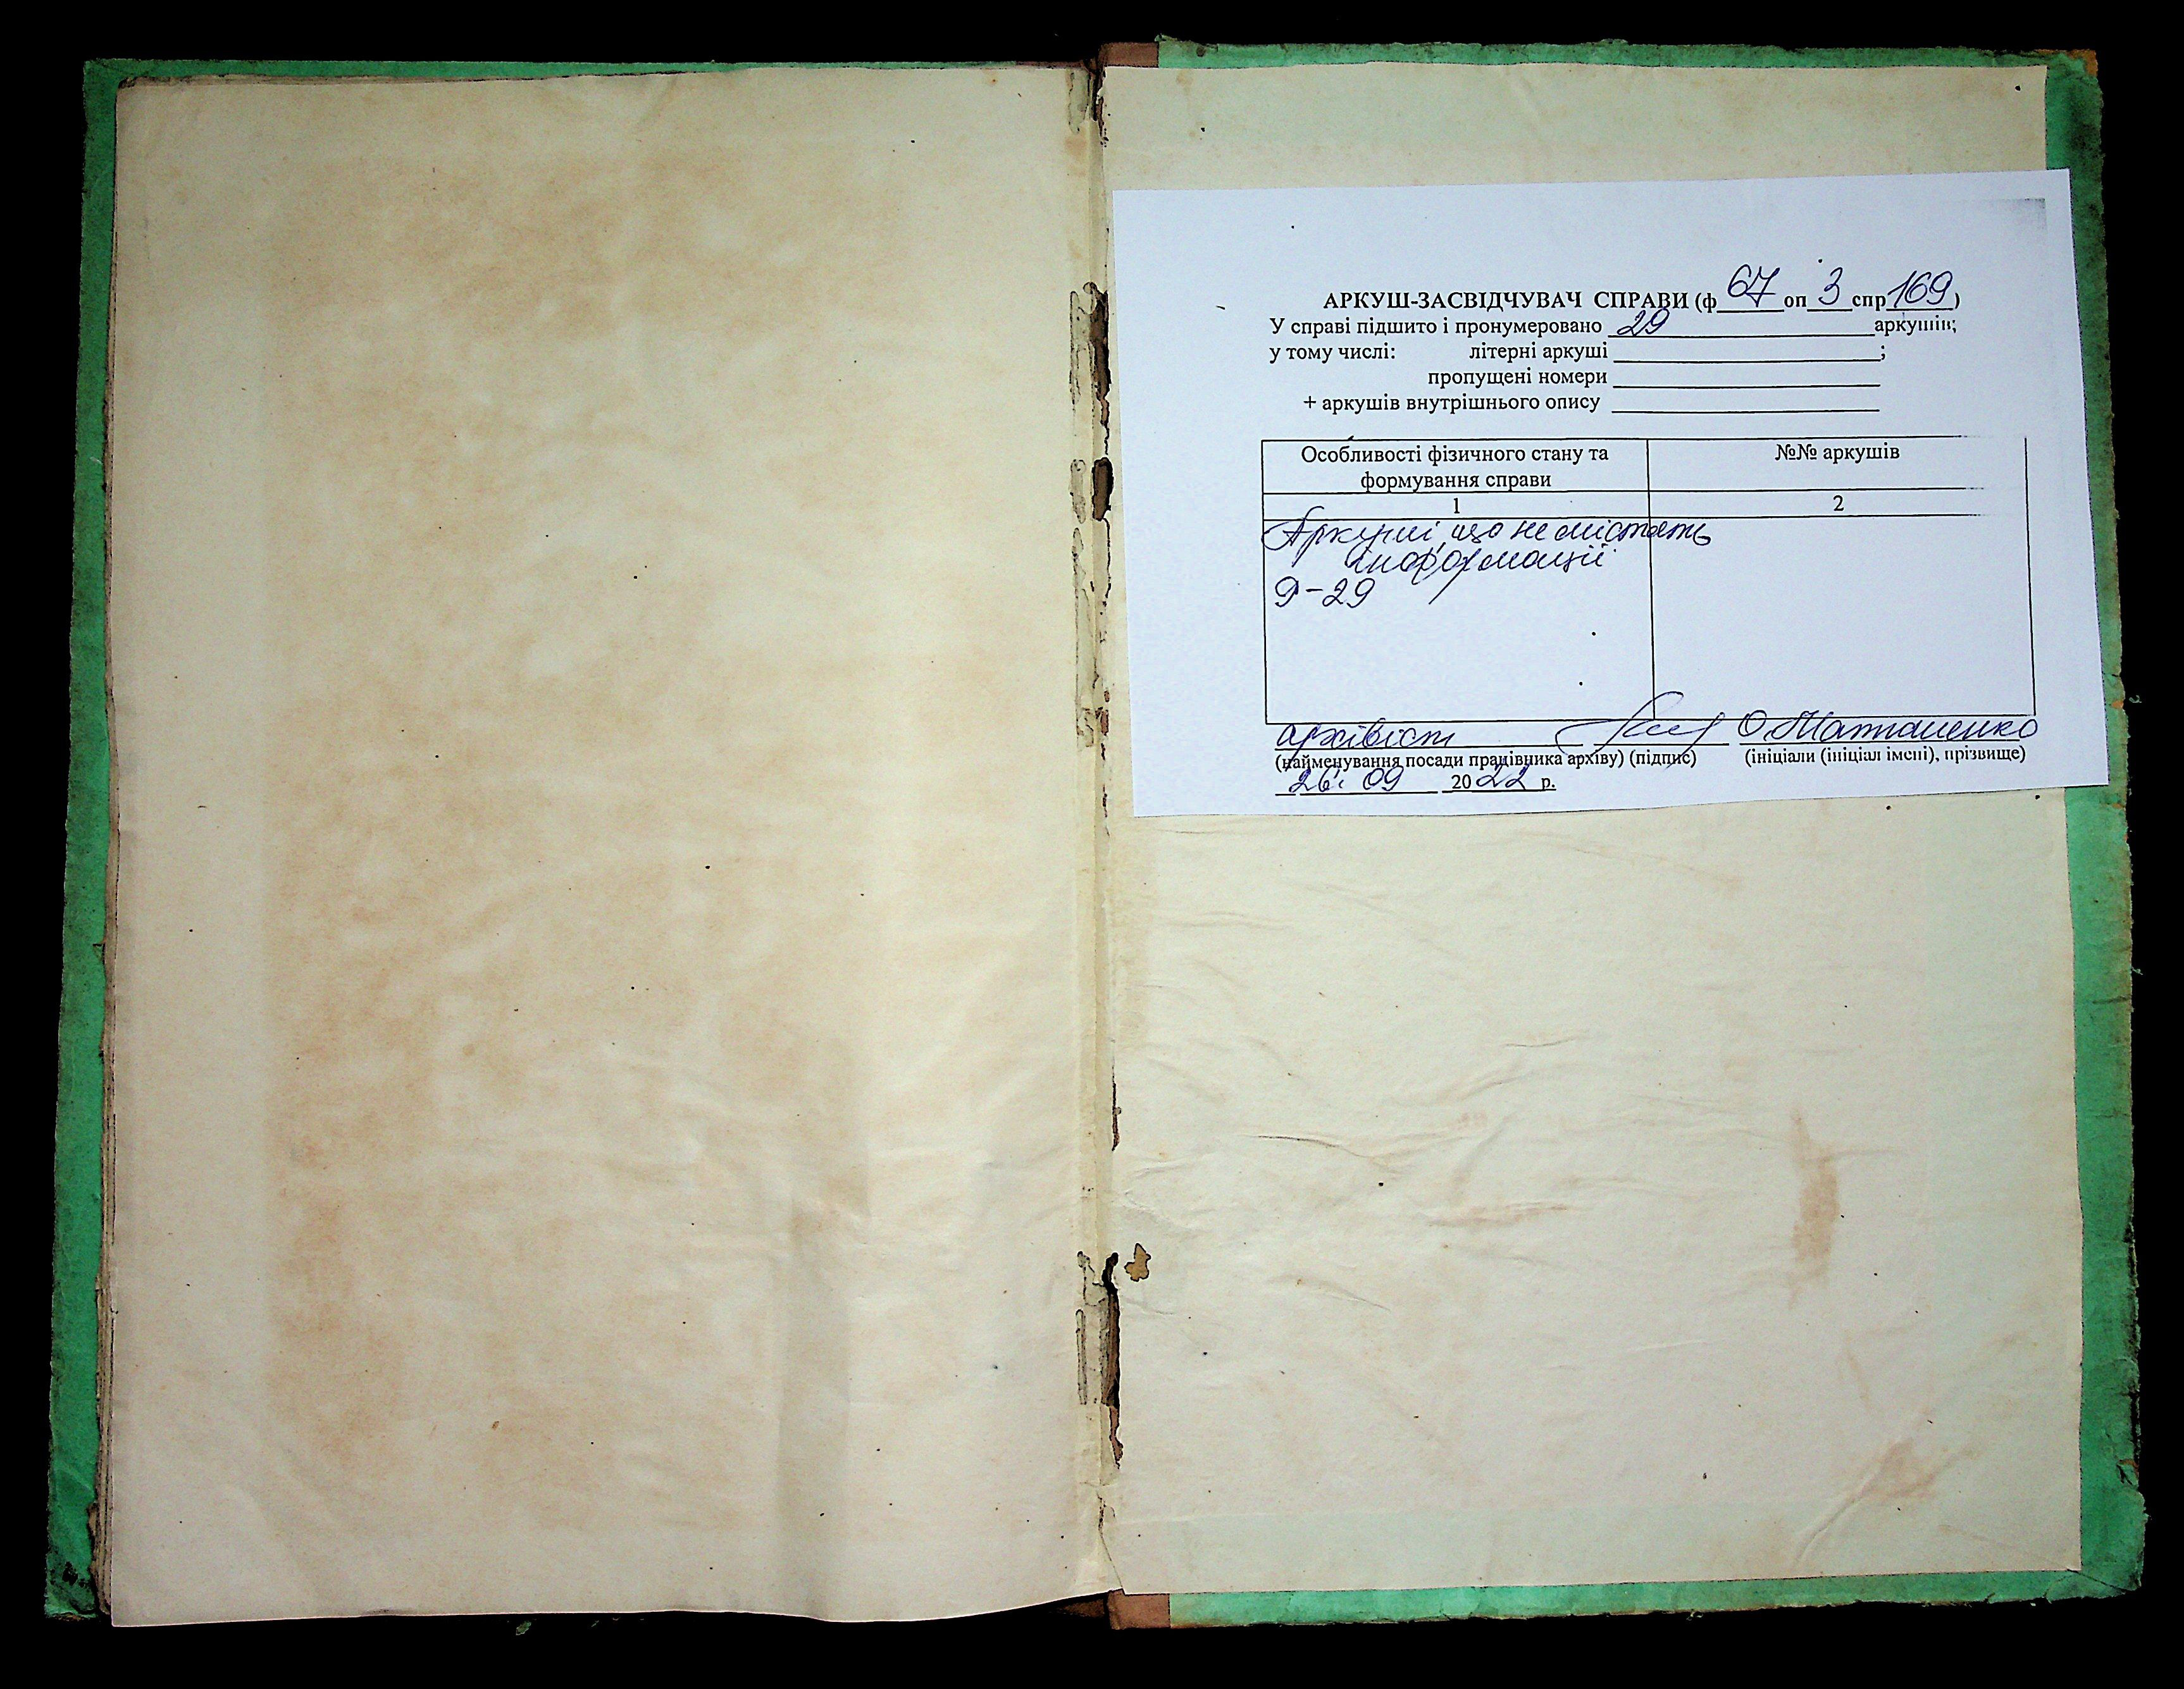 АРКУШ-ЗАСВІДЧУВАЧ СПРАВИ (ф 67 оп 3 спр 169)
У справі підшито і пронумеровано 29 аркушів;
у тому числі: літерні аркуші ;
пропущені номери
+ аркушів внутрішнього опису
Особливості фізичного стану та №№ аркушів
формування справи
1 2
Аркуші, що не містять
інформації
9-29
архівіст О.
(найменування посади працівника архіву) (підпис) (ініціали (ініціал імені), прізвище)
26. 09 2022 р.